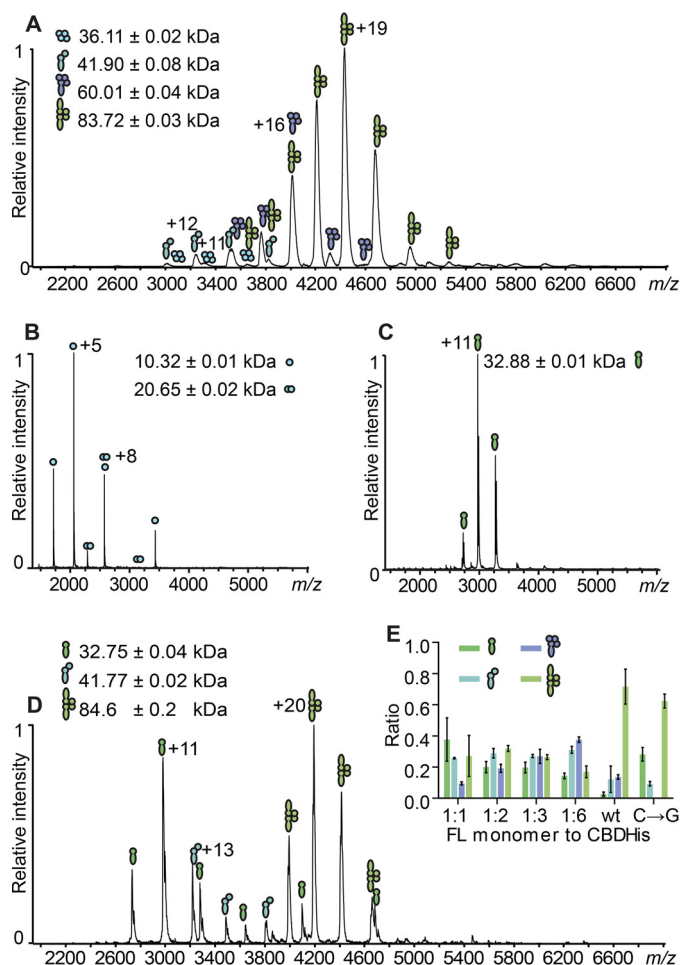 A
36.11 ± 0.02 kDa
41.90 ± 0.08 kDa
60.01 ± 0.04 kDa
83.72 ± 0.03 kDa
+19
+16
+12
+11
1
0
Relative intensity
2200 2600 3000 3400 3800 4200 4600 5000 5400 5800 6200 6600 m/z
B
+5
10.32 ± 0.01 kDa
20.65 ± 0.02 kDa
+8
1
0
Relative intensity
2000 3000 4000 5000 m/z
C
+11
32.88 ± 0.01 kDa
1
0
Relative intensity
2000 3000 4000 5000 m/z
D
32.75 ± 0.04 kDa
41.77 ± 0.02 kDa
84.6 ± 0.2 kDa
+20
+11
+13
1
0
Relative intensity
2200 2600 3000 3400 3800 4200 4600 5000 5400 5800 6200 6600 m/z
E
1.0
0.8
0.6
0.4
0.2
0.0
Ratio
1:1 1:2 1:3 1:6 wt C→G
FL monomer to CBDHis